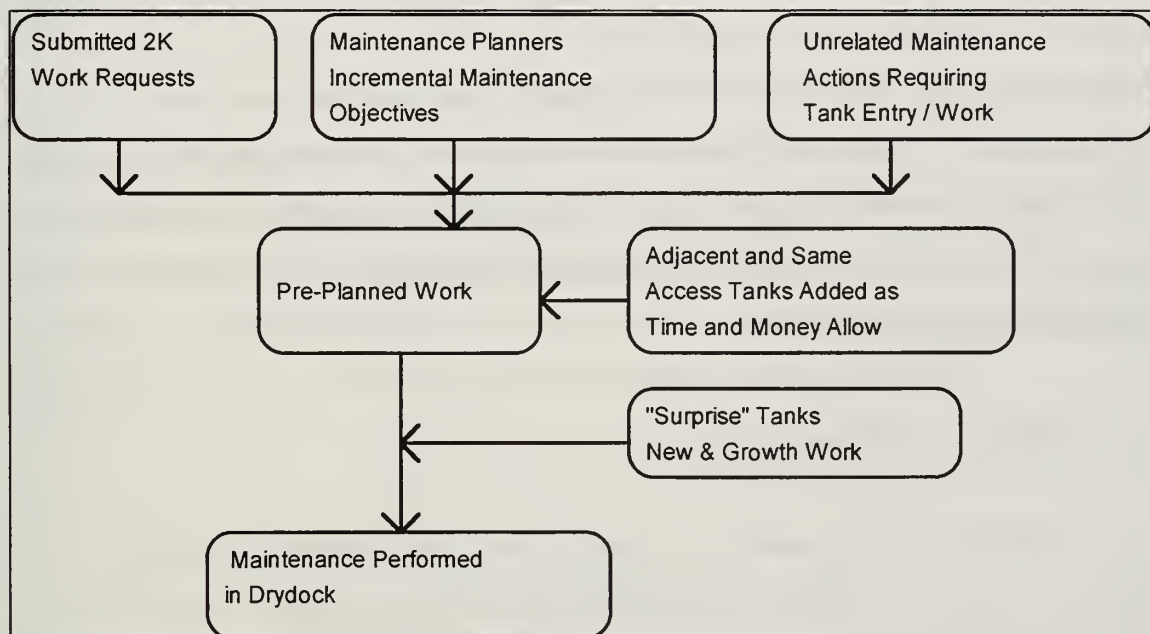 Submitted 2K
Work Requests
Maintenance Planners
Incremental Maintenance
Objectives
Unrelated Maintenance
Actions Requiring
Tank Entry / Work
Pre-Planned Work
Adjacent and Same
Access Tanks Added as
Time and Money Allow
"Surprise" Tanks
New & Growth Work
Maintenance Performed
in Drydock